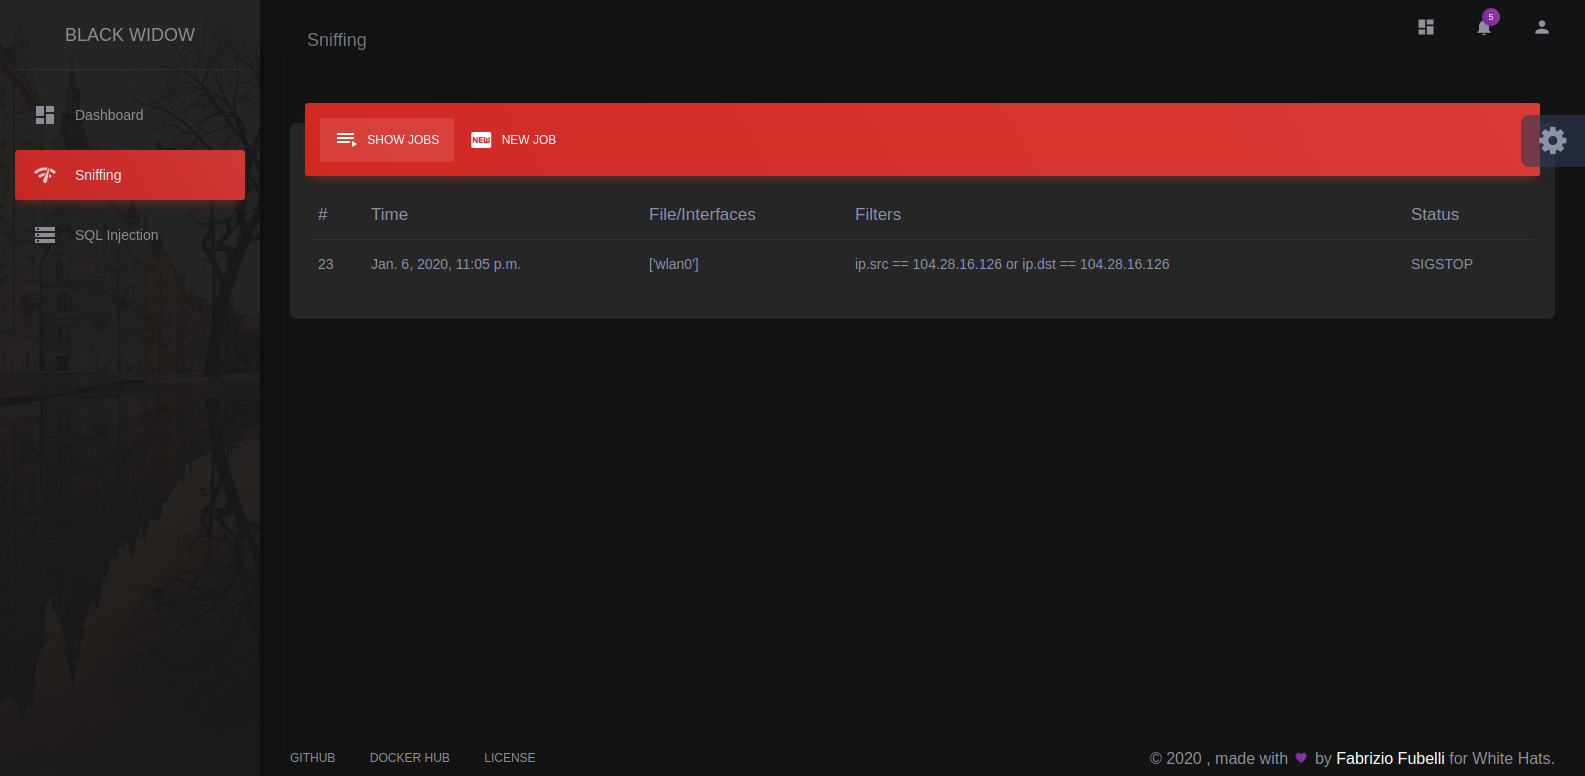 BLACK WIDOW
Sniffing
5
Dashboard
Sniffing
SQL Injection
SHOW JOBS
NEW NEW JOB
# Time File/Interfaces Filters Status
23 Jan. 6, 2020, 11:05 p.m. ['wlan0'] ip.src == 104.28.16.126 or ip.dst == 104.28.16.126 SIGSTOP
GITHUB DOCKER HUB LICENSE
© 2020 , made with by Fabrizio Fubelli for White Hats.